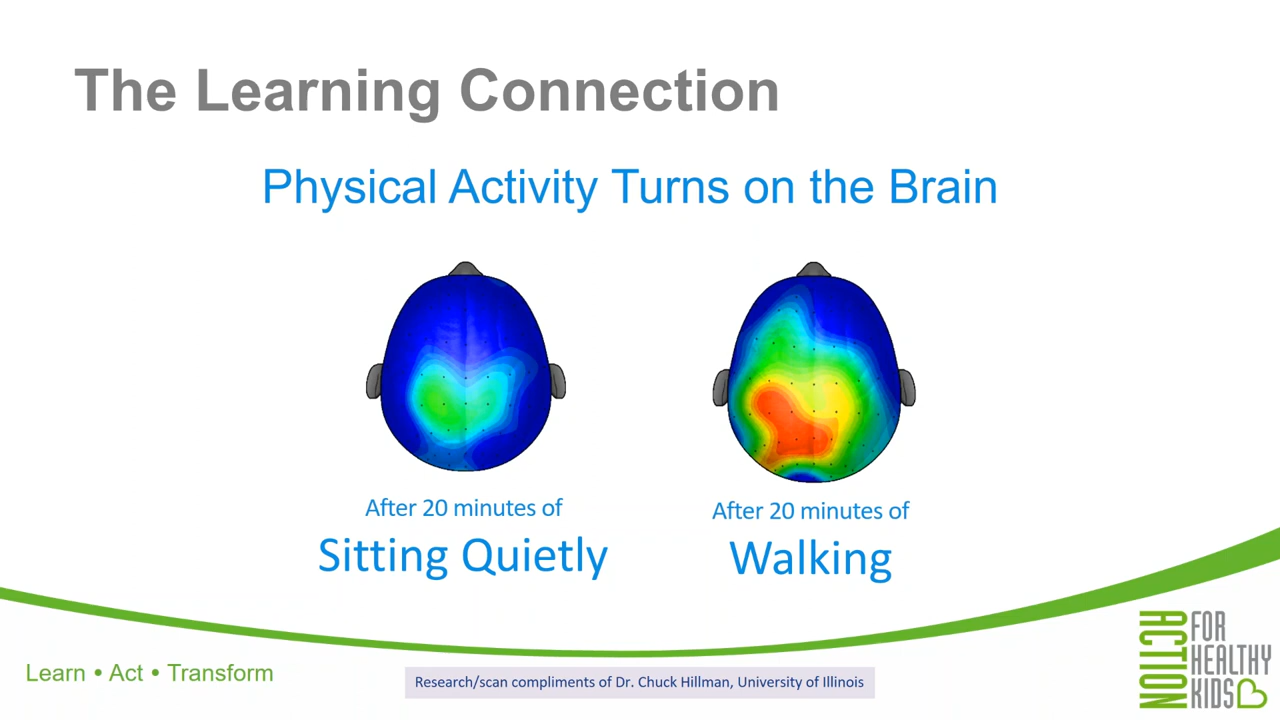 The Learning Connection
Physical Activity Turns on the Brain
After 20 minutes of
Sitting Quietly
After 20 minutes of
Walking
Learn • Act • Transform
Research/scan compliments of Dr. Chuck Hillman, University of Illinois
ACTION
FOR
HEALTHY
KIDS